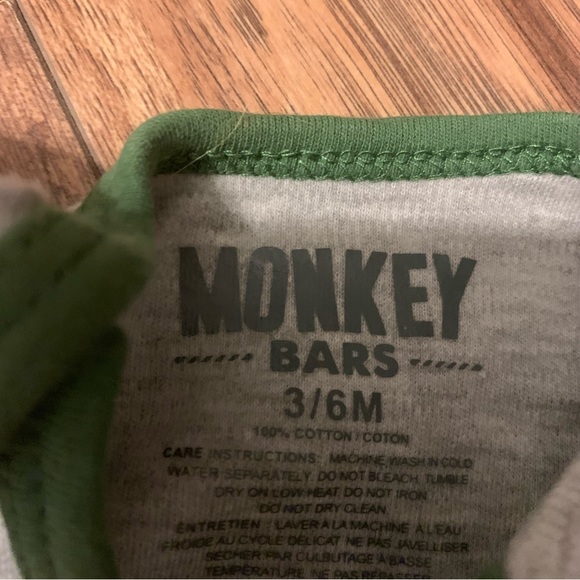 MONKEY
BARS
3/6M
100% COTTON / COTON
CARE INSTRUCTIONS: MACHINE WASH IN COLD
WATER SEPARATELY. DO NOT BLEACH. TUMBLE
DRY ON LOW HEAT. DO NOT IRON.
DO NOT DRY CLEAN
ENTRETIEN : LAVER À LA MACHINE À L'EAU
FROIDE AU CYCLE DÉLICAT NE PAS JAVELLISER
SÉCHER PAR CULBUTAGE À BASSE
TEMPÉRATURE NE PAS